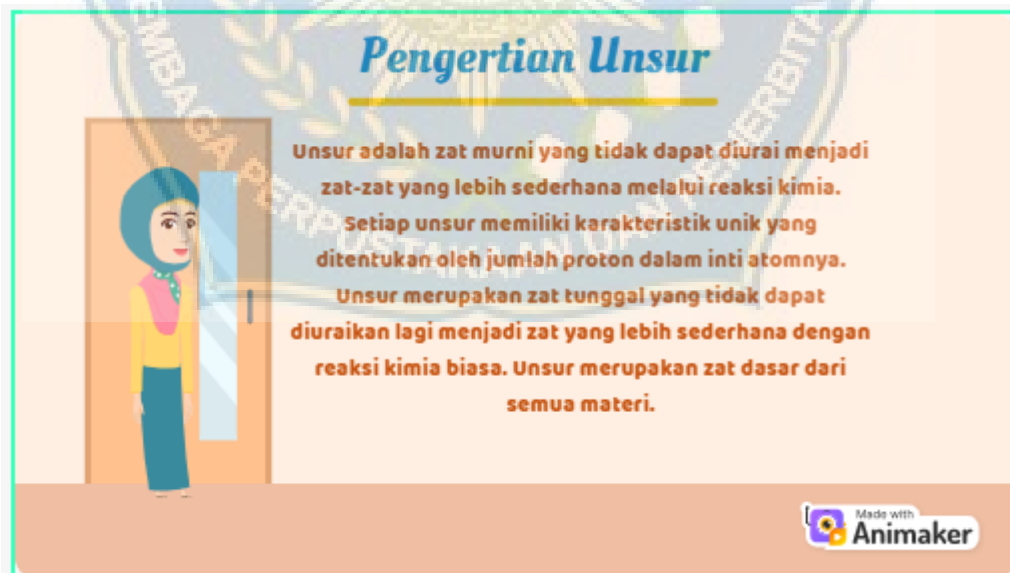 Pengertian Unsur
Unsur adalah zat murni yang tidak dapat diurai menjadi
zat-zat yang lebih sederhana melalui reaksi kimia.
Setiap unsur memiliki karakteristik unik yang
ditentukan oleh jumlah proton dalam inti atomnya.
Unsur merupakan zat tunggal yang tidak dapat
diuraikan lagi menjadi zat yang lebih sederhana dengan
reaksi kimia biasa. Unsur merupakan zat dasar dari
semua materi.
PERPUSTAKAAN DAN
Made with
Animaker